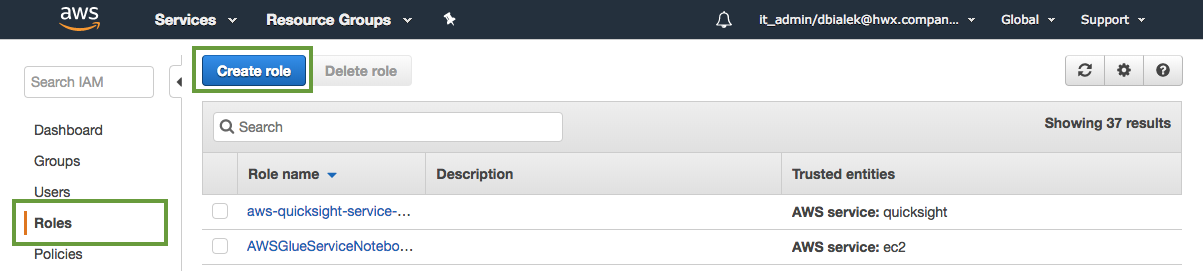 aws Services Resource Groups it_admin/dbialek@hwx.compan... Global Support
Search IAM
Create role Delete role
Search
Showing 37 results
Dashboard
Groups
Users
Roles
Policies
Role name Description Trusted entities
aws-quicksight-service-... AWS service: quicksight
AWSGlueServiceNotebo... AWS service: ec2